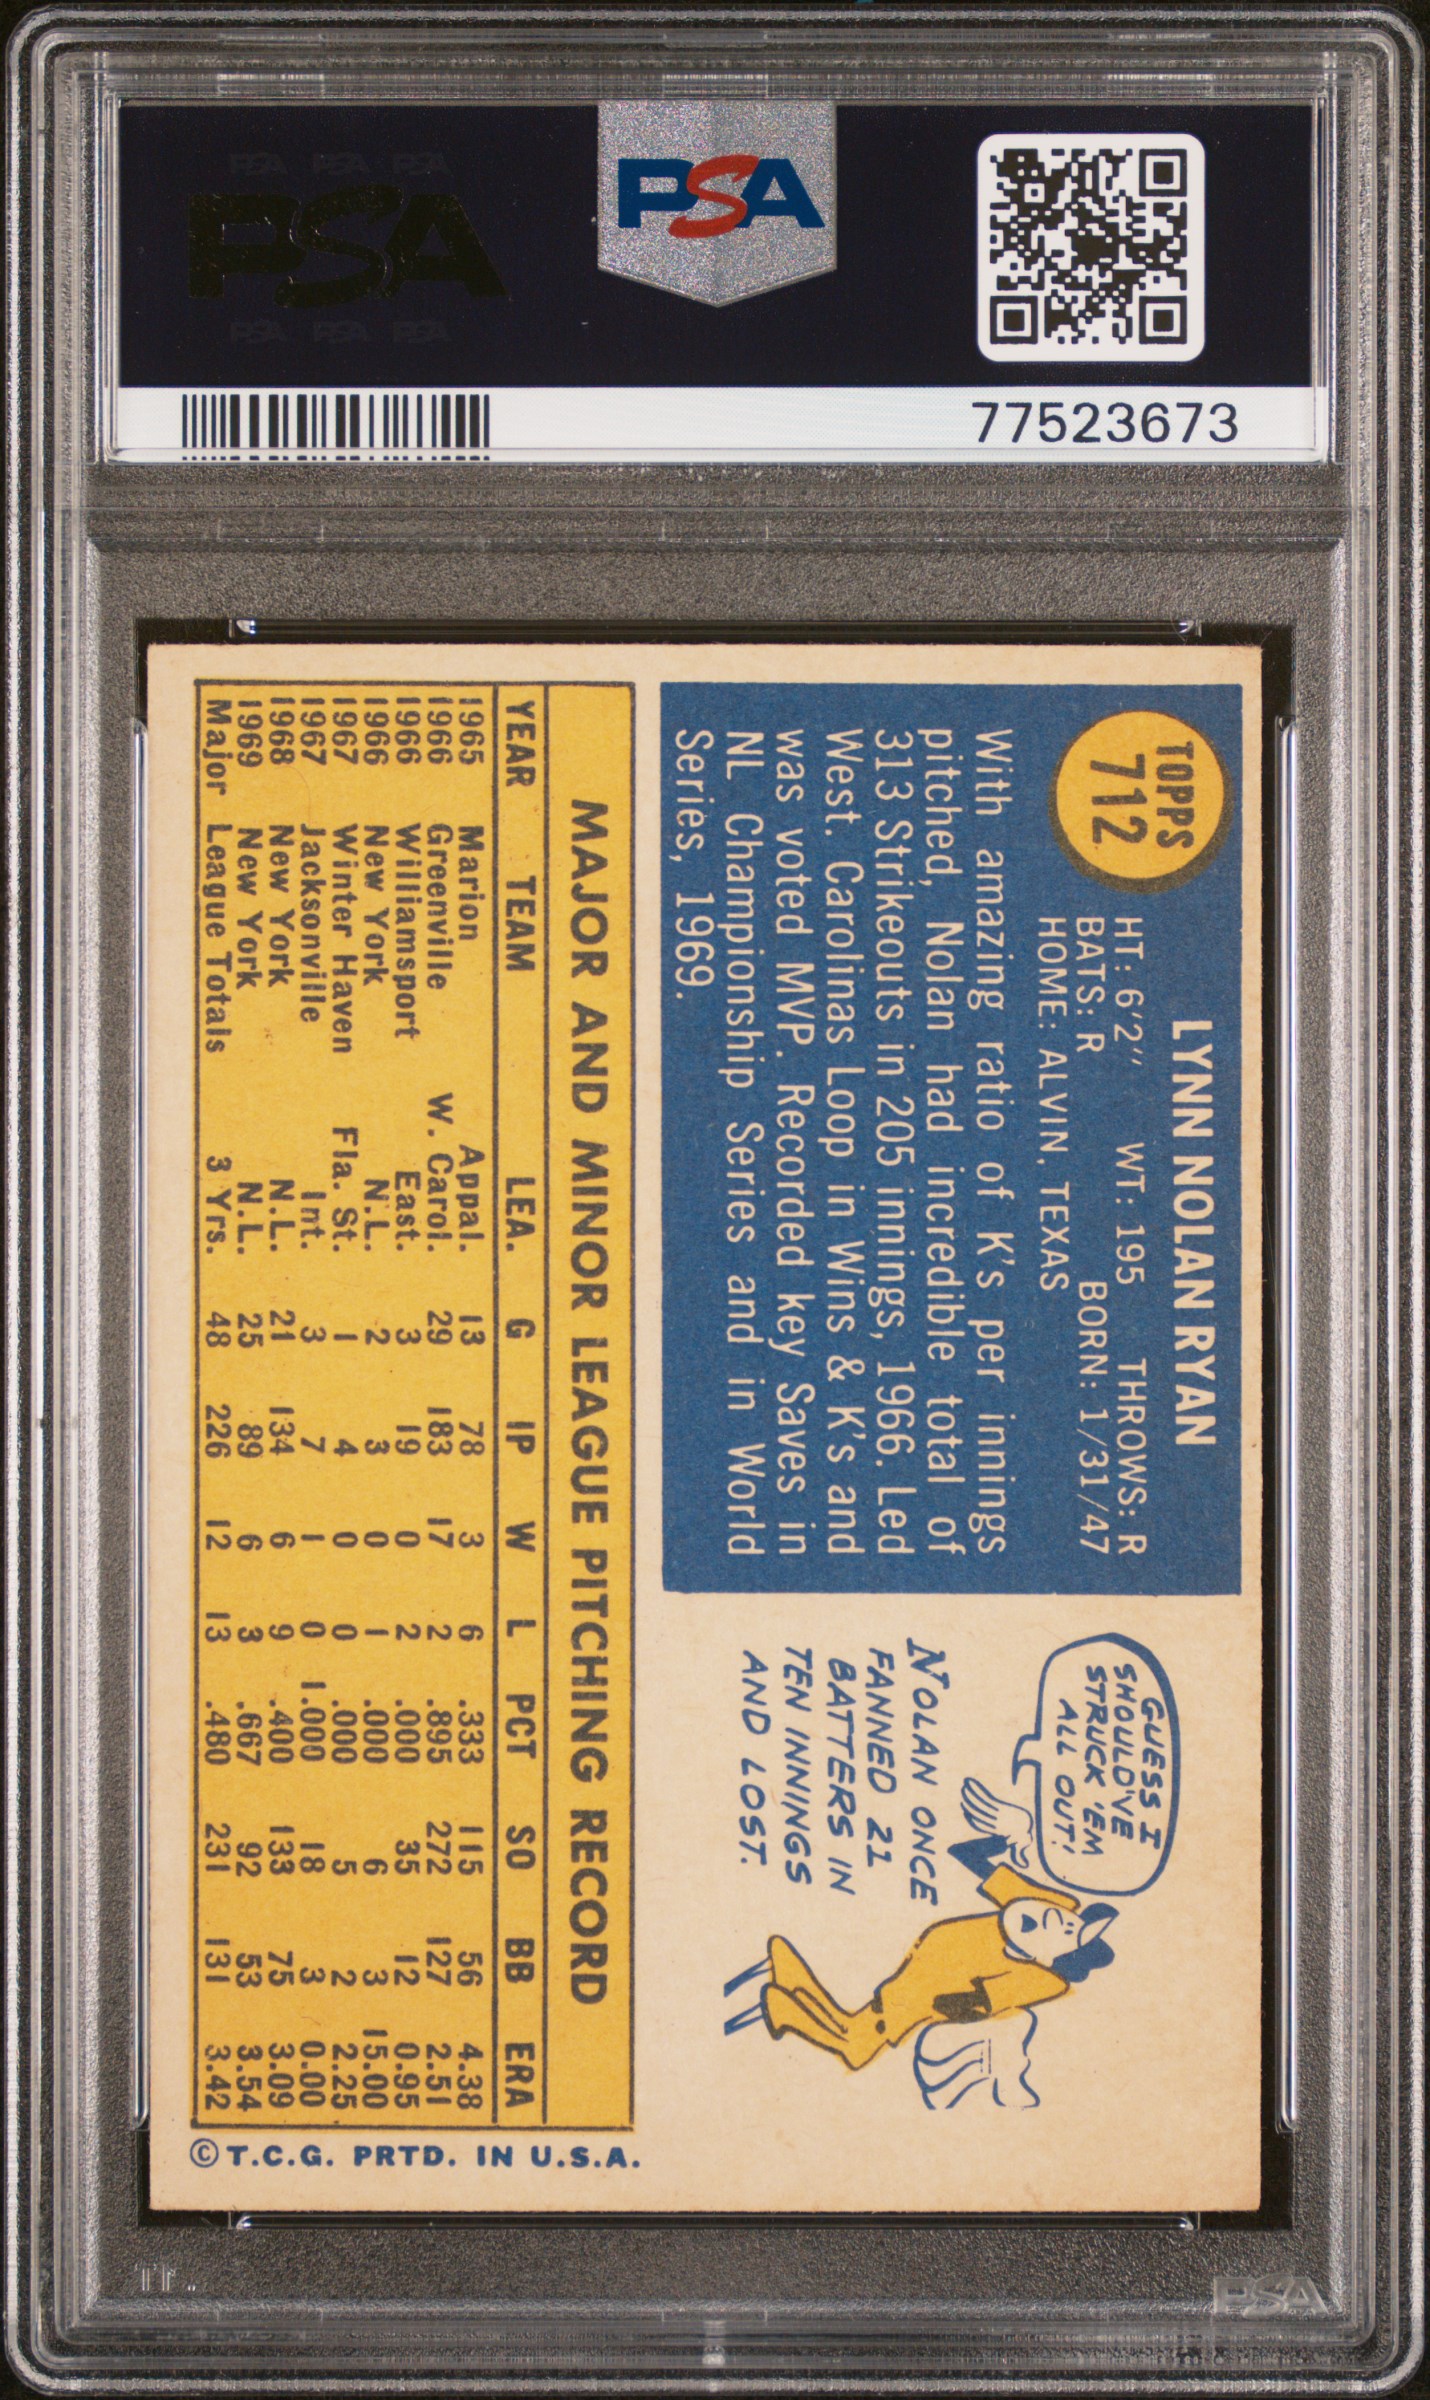 PSA PSA PSA
PSA
PSA PSA PSA
PSA
77523673
TOPPS
712
LYNN NOLAN RYAN
HT: 6'2" WT: 195 THROWS: R
BATS: R BORN: 1/31/47
HOME: ALVIN, TEXAS
With amazing ratio of K's per innings
pitched, Nolan had incredible total of
313 Strikeouts in 205 innings, 1966. Led
West. Carolinas Loop in Wins & K's and
was voted MVP. Recorded key Saves in
NL Championship Series and in World
Series, 1969.
GUESS I
SHOULD'VE
STRUCK 'EM
ALL OUT!
NOLAN ONCE
FANNED 21
BATTERS IN
TEN INNINGS
AND LOST.
MAJOR AND MINOR LEAGUE PITCHING RECORD
YEAR TEAM LEA. G IP W L PCT SO BB ERA
1965 Marion Appal. 13 78 3 6 .333 115 56 4.38
1966 Greenville W. Carol. 29 183 17 2 .895 272 127 2.51
1966 Williamsport East. 3 19 0 2 .000 35 12 0.95
1966 New York N.L. 2 3 0 1 .000 6 3 15.00
1967 Winter Haven Fla. St. 1 4 0 0 .000 5 2 2.25
1967 Jacksonville Int. 3 7 1 0 1.000 18 3 0.00
1968 New York N.L. 21 134 6 9 .400 133 75 3.09
1969 New York N.L. 25 89 6 3 .667 92 53 3.54
Major League Totals 3 Yrs. 48 226 12 13 .480 231 131 3.42
©T.C.G. PRTD. IN U.S.A.
PSA